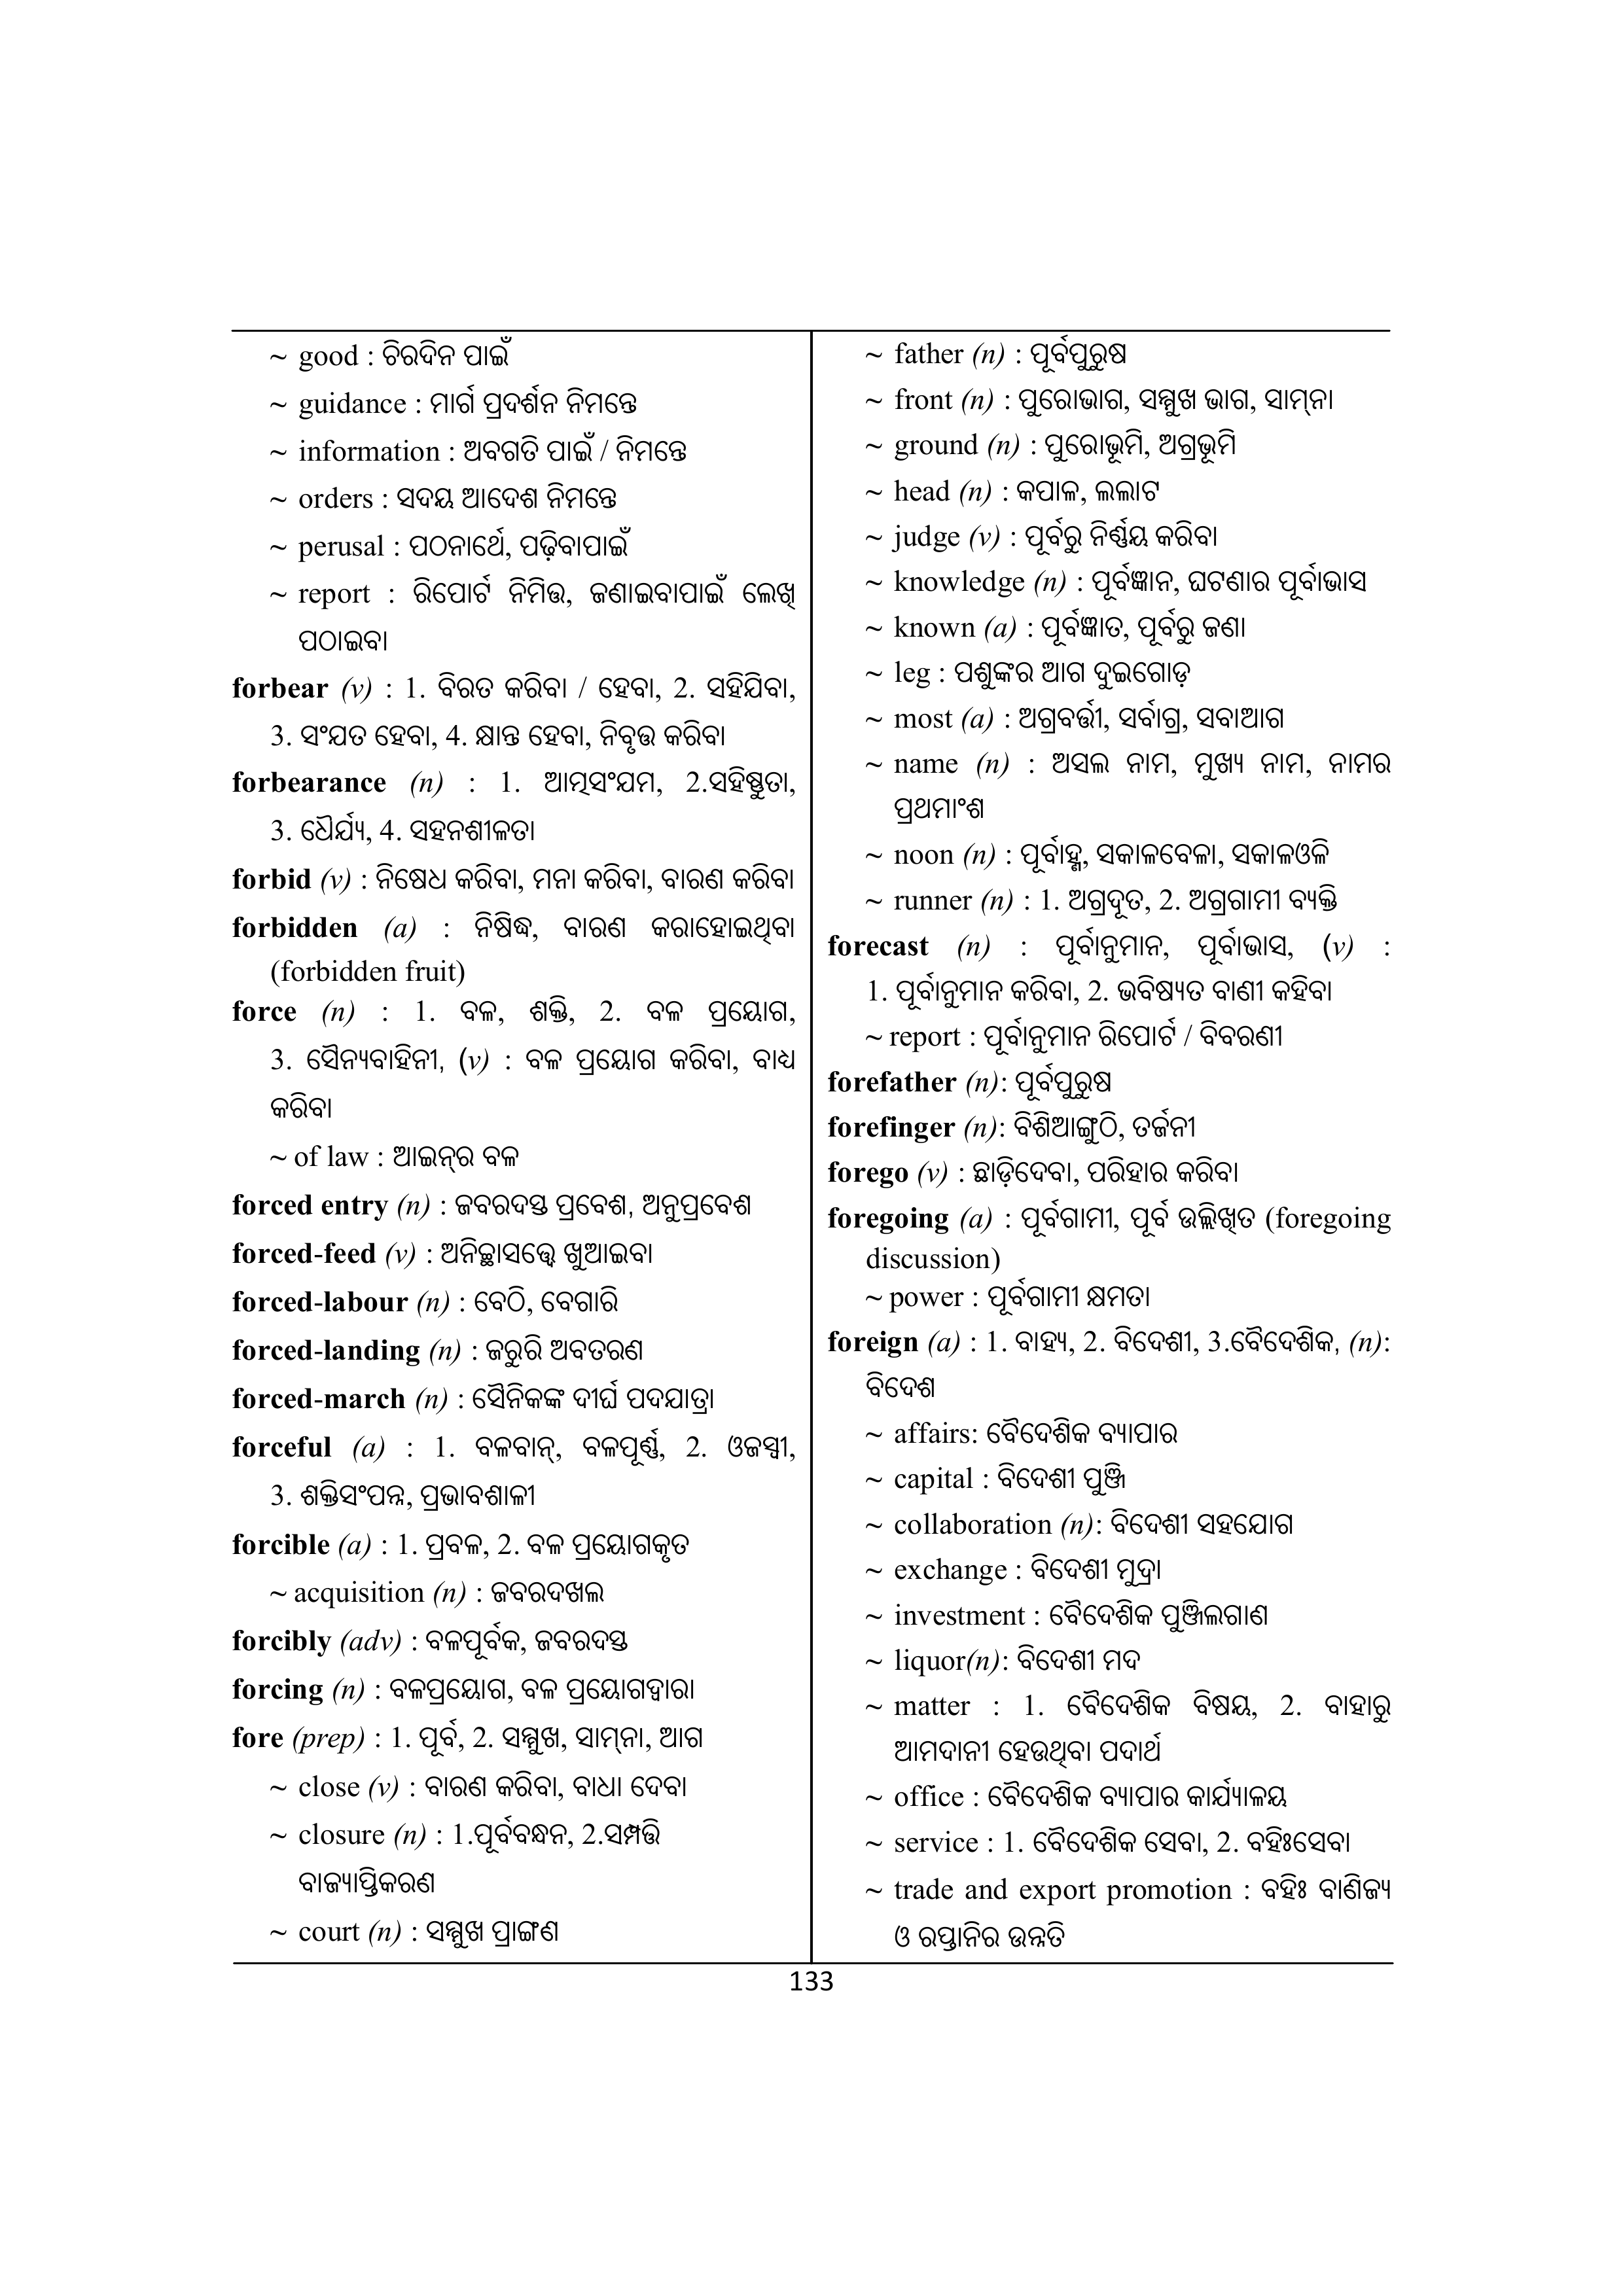 ~ good : ଚିରଦିନ ପାଇଁ
~ guidance : ମାର୍ଗ ପ୍ରଦର୍ଶନ ନିମନ୍ତେ
~ information : ଅବଗତି ପାଇଁ / ନିମନ୍ତେ
~ orders : ସଦୟ ଆଦେଶ ନିମନ୍ତେ
~ perusal : ପଠନାର୍ଥେ, ପଢ଼ିବାପାଇଁ
~ report : ରିପୋର୍ଟ ନିମିତ୍ତ, ଜଣାଇବାପାଇଁ ଲେଖି
ପଠାଇବା
forbear (v) : 1. ବିରତ କରିବା / ହେବା, 2. ସହିଯିବା,
3. ସଂଯତ ହେବା, 4. କ୍ଷାନ୍ତ ହେବା, ନିବୃତ୍ତ କରିବା
forbearance (n) : 1. ଆତ୍ମସଂଯମ, 2.ସହିଷ୍ଣୁତା,
3. ଧୈର୍ଯ୍ୟ, 4. ସହନଶୀଳତା
forbid (v) : ନିଷେଧ କରିବା, ମନା କରିବା, ବାରଣ କରିବା
forbidden (a) : ନିଷିଦ୍ଧ, ବାରଣ କରାହୋଇଥିବା
(forbidden fruit)
force (n) : 1. ବଳ, ଶକ୍ତି, 2. ବଳ ପ୍ରୟୋଗ,
3. ସୈନ୍ୟବାହିନୀ, (v) : ବଳ ପ୍ରୟୋଗ କରିବା, ବାଧ୍ୟ
କରିବା
~ of law : ଆଇନ୍‌ର ବଳ
forced entry (n) : ଜବରଦସ୍ତ ପ୍ରବେଶ, ଅନୁପ୍ରବେଶ
forced-feed (v) : ଅନିଚ୍ଛାସତ୍ତ୍ୱେ ଖୁଆଇବା
forced-labour (n) : ବେଠି, ବେଗାରି
forced-landing (n) : ଜରୁରି ଅବତରଣ
forced-march (n) : ସୈନିକଙ୍କ ଦୀର୍ଘ ପଦଯାତ୍ରା
forceful (a) : 1. ବଳବାନ୍, ବଳପୂର୍ଣ୍ଣ, 2. ଓଜସ୍ୱୀ,
3. ଶକ୍ତିସଂପନ୍ନ, ପ୍ରଭାବଶାଳୀ
forcible (a) : 1. ପ୍ରବଳ, 2. ବଳ ପ୍ରୟୋଗକୃତ
~ acquisition (n) : ଜବରଦଖଲ
forcibly (adv) : ବଳପୂର୍ବକ, ଜବରଦସ୍ତ
forcing (n) : ବଳପ୍ରୟୋଗ, ବଳ ପ୍ରୟୋଗଦ୍ୱାରା
fore (prep) : 1. ପୂର୍ବ, 2. ସମ୍ମୁଖ, ସାମ୍‌ନା, ଆଗ
~ close (v) : ବାରଣ କରିବା, ବାଧା ଦେବା
~ closure (n) : 1.ପୂର୍ବବନ୍ଧନ, 2.ସମ୍ପତ୍ତି
ବାଜ୍ୟାପ୍ତିକରଣ
~ court (n) : ସମ୍ମୁଖ ପ୍ରାଙ୍ଗଣ
~ father (n) : ପୂର୍ବପୁରୁଷ
~ front (n) : ପୁରୋଭାଗ, ସମ୍ମୁଖ ଭାଗ, ସାମ୍‌ନା
~ ground (n) : ପୁରୋଭୂମି, ଅଗ୍ରଭୂମି
~ head (n) : କପାଳ, ଲଲାଟ
~ judge (v) : ପୂର୍ବରୁ ନିର୍ଣ୍ଣୟ କରିବା
~ knowledge (n) : ପୂର୍ବଜ୍ଞାନ, ଘଟଣାର ପୂର୍ବାଭାସ
~ known (a) : ପୂର୍ବଜ୍ଞାତ, ପୂର୍ବରୁ ଜଣା
~ leg : ପଶୁଙ୍କର ଆଗ ଦୁଇଗୋଡ଼
~ most (a) : ଅଗ୍ରବର୍ତ୍ତୀ, ସର୍ବାଗ୍ର, ସବାଆଗ
~ name (n) : ଅସଲ ନାମ, ମୁଖ୍ୟ ନାମ, ନାମର
ପ୍ରଥମାଂଶ
~ noon (n) : ପୂର୍ବାହ୍ଣ, ସକାଳବେଳା, ସକାଳଓଳି
~ runner (n) : 1. ଅଗ୍ରଦୂତ, 2. ଅଗ୍ରଗାମୀ ବ୍ୟକ୍ତି
forecast (n) : ପୂର୍ବାନୁମାନ, ପୂର୍ବାଭାସ, (v) :
1. ପୂର୍ବାନୁମାନ କରିବା, 2. ଭବିଷ୍ୟତ ବାଣୀ କହିବା
~ report : ପୂର୍ବାନୁମାନ ରିପୋର୍ଟ / ବିବରଣୀ
forefather (n): ପୂର୍ବପୁରୁଷ
forefinger (n): ବିଶିଆଙ୍ଗୁଠି, ତର୍ଜନୀ
forego (v) : ଛାଡ଼ିଦେବା, ପରିହାର କରିବା
foregoing (a) : ପୂର୍ବଗାମୀ, ପୂର୍ବ ଉଲ୍ଲିଖିତ (foregoing
discussion)
~ power : ପୂର୍ବଗାମୀ କ୍ଷମତା
foreign (a) : 1. ବାହ୍ୟ, 2. ବିଦେଶୀ, 3.ବୈଦେଶିକ, (n):
ବିଦେଶ
~ affairs: ବୈଦେଶିକ ବ୍ୟାପାର
~ capital : ବିଦେଶୀ ପୁଞ୍ଜି
~ collaboration (n): ବିଦେଶୀ ସହଯୋଗ
~ exchange : ବିଦେଶୀ ମୁଦ୍ରା
~ investment : ବୈଦେଶିକ ପୁଞ୍ଜିଲଗାଣ
~ liquor(n): ବିଦେଶୀ ମଦ
~ matter : 1. ବୈଦେଶିକ ବିଷୟ, 2. ବାହାରୁ
ଆମଦାନୀ ହେଉଥିବା ପଦାର୍ଥ
~ office : ବୈଦେଶିକ ବ୍ୟାପାର କାର୍ଯ୍ୟାଳୟ
~ service : 1. ବୈଦେଶିକ ସେବା, 2. ବହିଃସେବା
~ trade and export promotion : ବହିଃ ବାଣିଜ୍ୟ
ଓ ରପ୍ତାନିର ଉନ୍ନତି
133